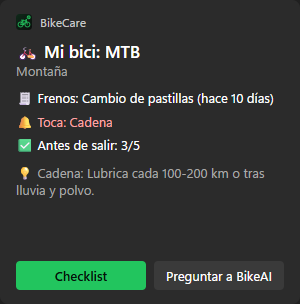 BikeCare
Mi bici: MTB
Montaña
Frenos: Cambio de pastillas (hace 10 días)
Toca: Cadena
Antes de salir: 3/5
Cadena: Lubrica cada 100-200 km o tras
lluvia y polvo.
Checklist
Preguntar a BikeAI